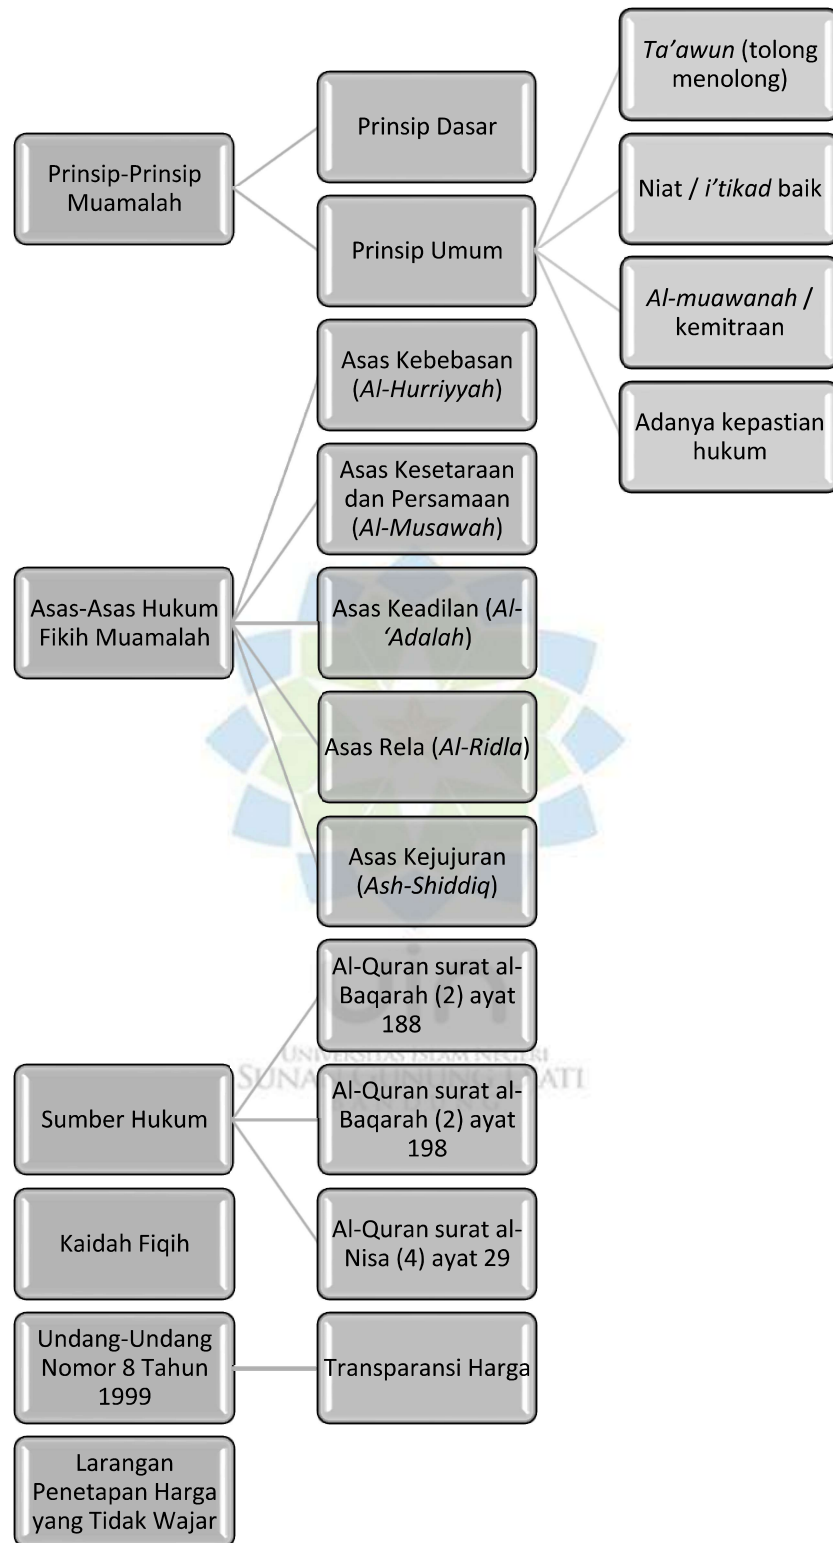 Prinsip-Prinsip
Muamalah
Prinsip Dasar
Prinsip Umum
Ta'awun (tolong
menolong)
Niat / i'tikad baik
Al-muawanah /
kemitraan
Adanya kepastian
hukum
Asas-Asas Hukum
Fikih Muamalah
Asas Kebebasan
(Al-Hurriyyah)
Asas Kesetaraan
dan Persamaan
(Al-Musawah)
Asas Keadilan (Al-
‘Adalah)
Asas Rela (Al-Ridla)
Asas Kejujuran
(Ash-Shiddiq)
Sumber Hukum
Al-Quran surat al-
Baqarah (2) ayat
188
Al-Quran surat al-
Baqarah (2) ayat
198
Al-Quran surat al-
Nisa (4) ayat 29
Kaidah Fiqih
Undang-Undang
Nomor 8 Tahun
1999
Transparansi Harga
Larangan
Penetapan Harga
yang Tidak Wajar
uin
UNIVERSITAS ISLAM NEGERI